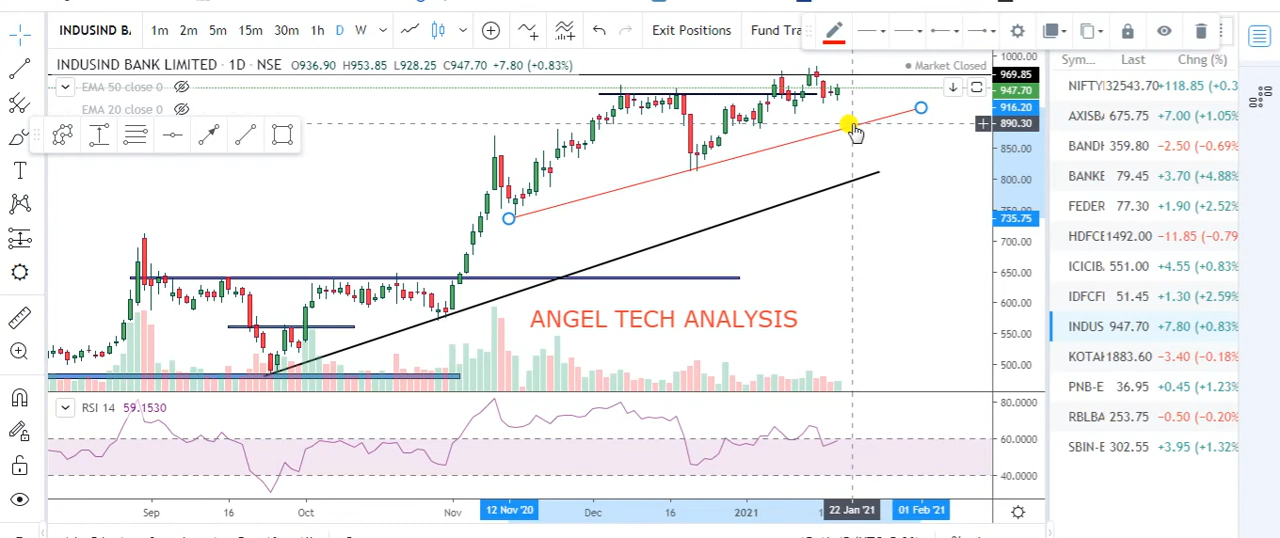 INDUSIND BA 1m 2m 5m 15m 30m 1h D W Exit Positions Fund Tra
INDUSIND BANK LIMITED · 1D · NSE O936.90 H953.85 L928.25 C947.70 +7.80 (+0.83%) Market Closed
EMA 50 close 0
EMA 20 close 0
1000.00
969.85
947.70
916.20
890.30
850.00
800.00
735.75
700.00
650.00
600.00
550.00
500.00
ANGEL TECH ANALYSIS
RSI 14 59.1530
80.0000
60.0000
40.0000
Sep 16 Oct Nov 12 Nov '20 Dec 16 2021 22 Jan '21 01 Feb '21
Sym... Last Chng (%)
NIFTY 32543.70 +118.85 (+0.3
AXISBA 675.75 +7.00 (+1.05%
BANDH 359.80 -2.50 (-0.69%
BANKE 79.45 +3.70 (+4.88%
FEDER 77.30 +1.90 (+2.52%
HDFCE 1492.00 -11.85 (-0.79
ICICIB 551.00 +4.55 (+0.83%
IDFCFI 51.45 +1.30 (+2.59%
INDUS 947.70 +7.80 (+0.83%
KOTAK 1883.60 -3.40 (-0.18%
PNB-E 36.95 +0.45 (+1.23%
RBLBA 253.75 -0.50 (-0.20%
SBIN-E 302.55 +3.95 (+1.32%